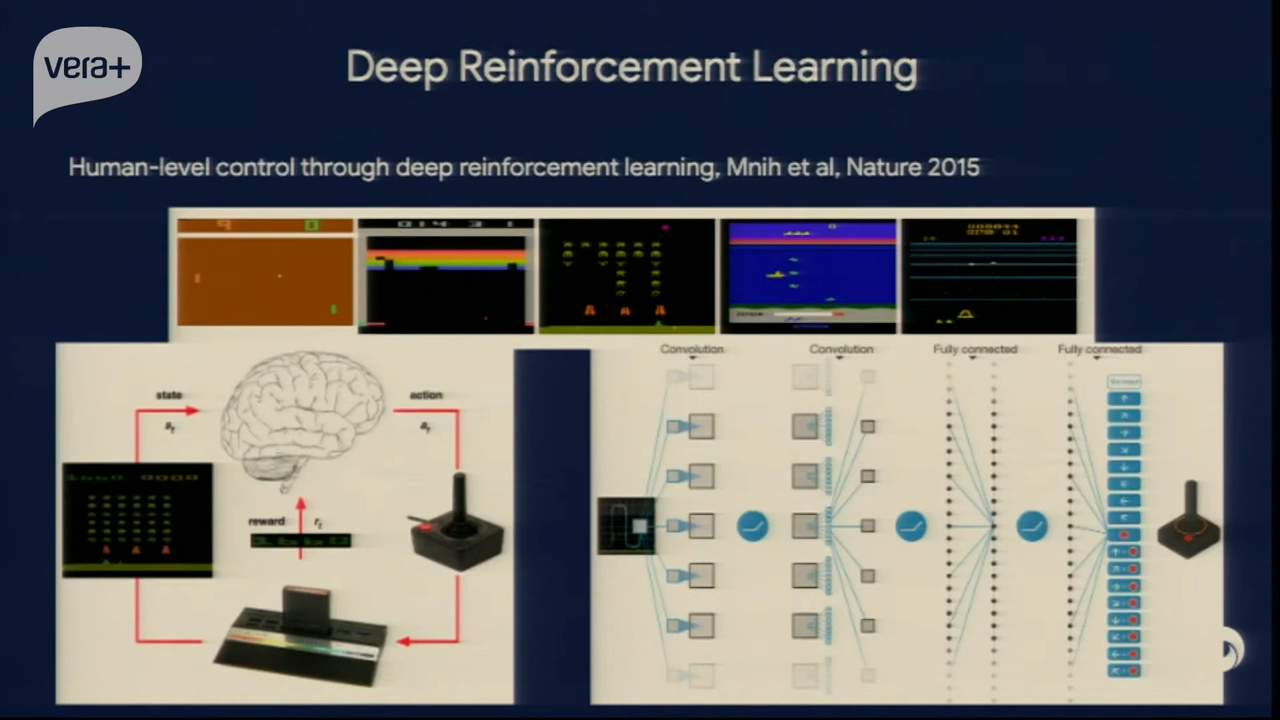 vera+
Deep Reinforcement Learning
Human-level control through deep reinforcement learning, Mnih et al, Nature 2015
state
action
reward
Convolution
Convolution
Fully connected
Fully connected